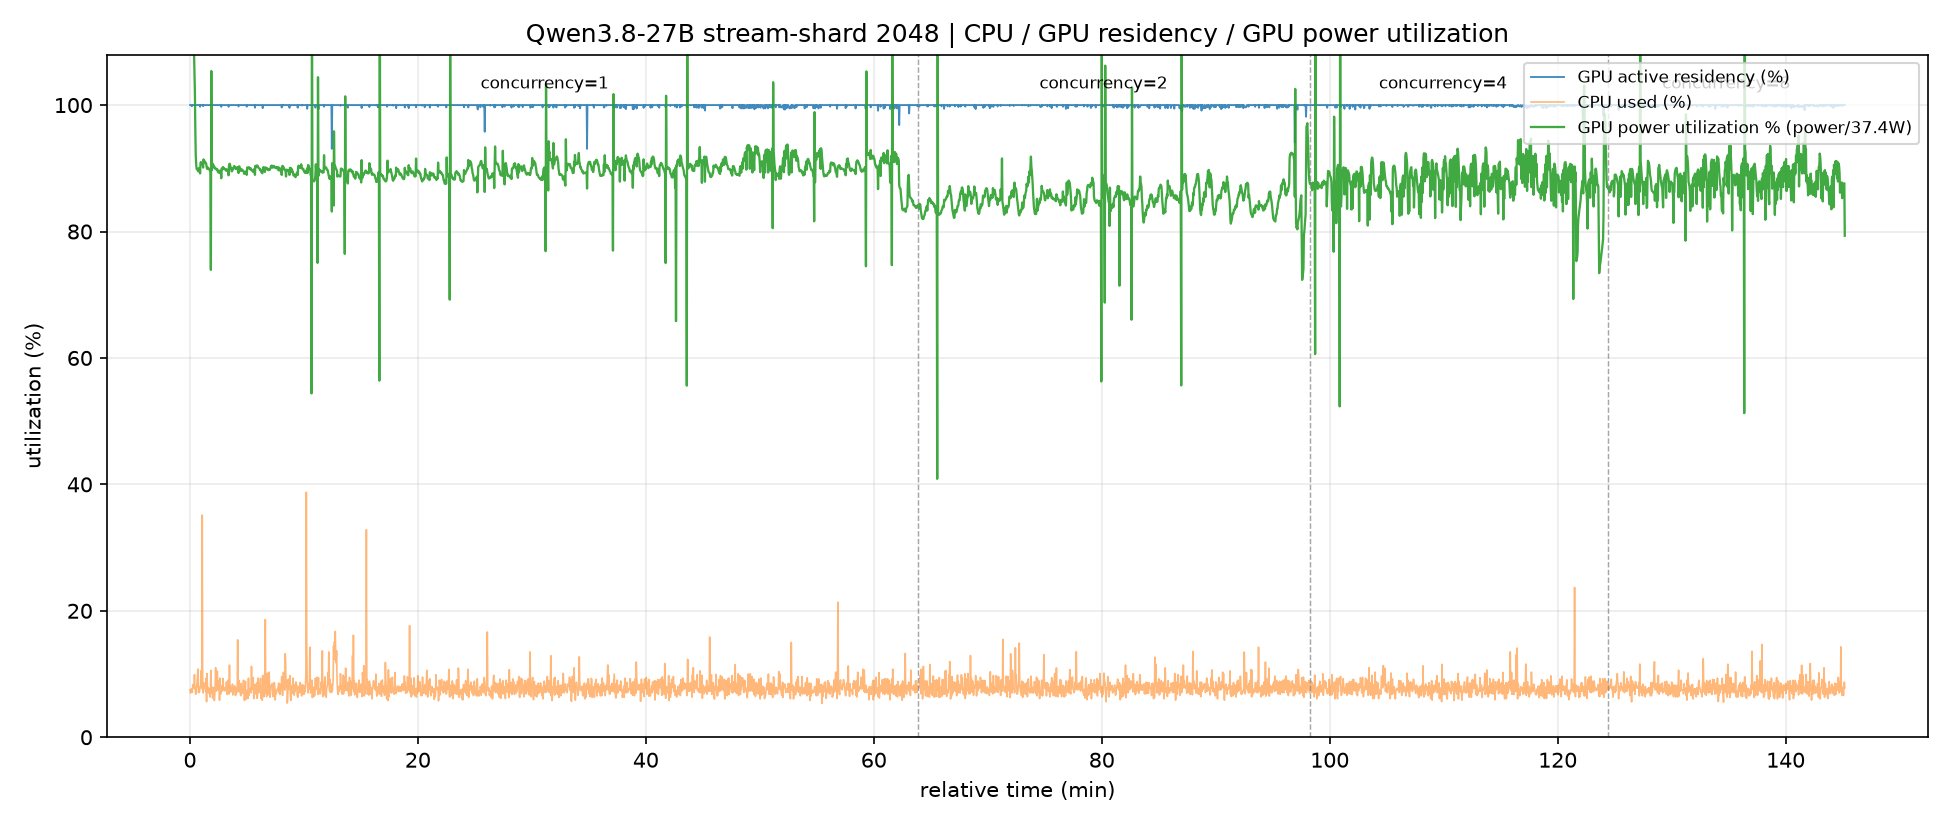 Qwen3.8-27B stream-shard 2048 | CPU / GPU residency / GPU power utilization
concurrency=1
concurrency=2
concurrency=4
concurrency=8
GPU active residency (%)
CPU used (%)
GPU power utilization % (power/37.4W)
utilization (%)
100
80
60
40
20
0
0 20 40 60 80 100 120 140
relative time (min)